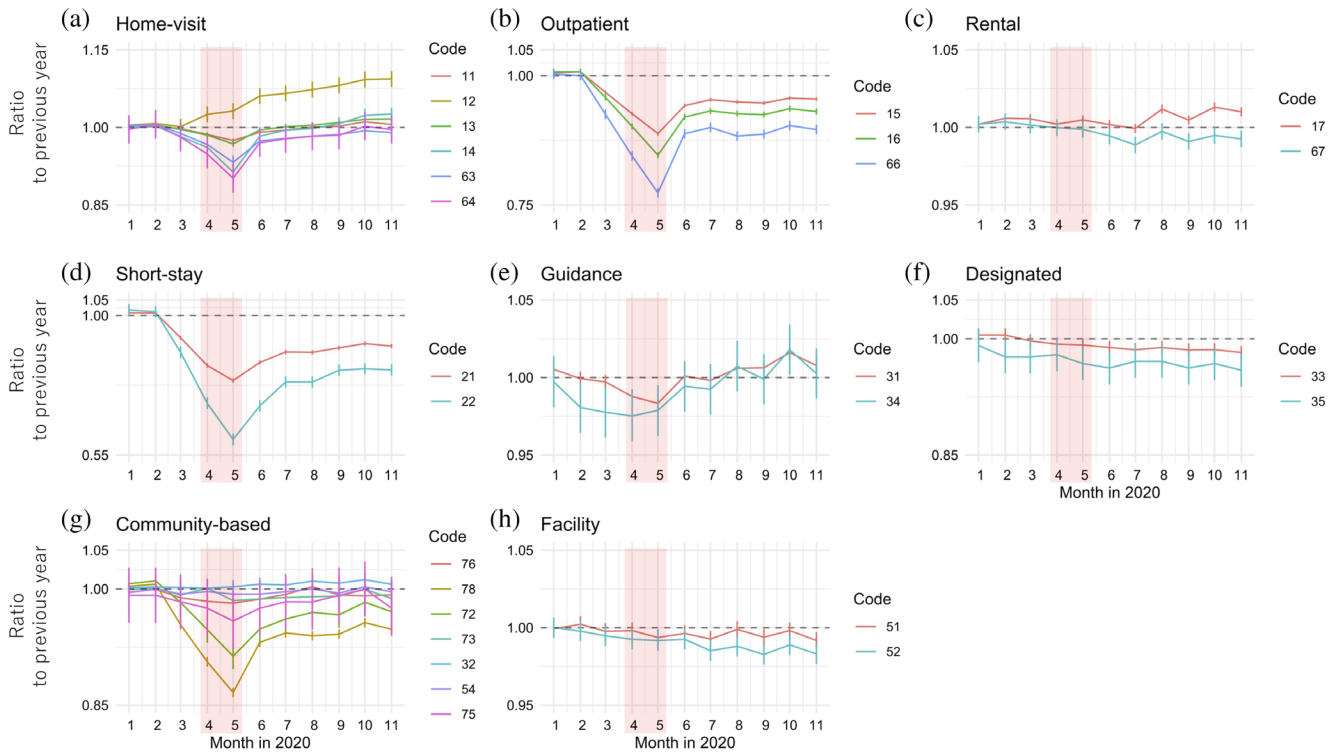 (a) Home-visit
Ratio
to previous year
1.15
1.00
0.85
1 2 3 4 5 6 7 8 9 10 11
Code
11
12
13
14
63
64
(b) Outpatient
1.05
1.00
0.75
1 2 3 4 5 6 7 8 9 10 11
Code
15
16
66
(c) Rental
1.05
1.00
0.95
1 2 3 4 5 6 7 8 9 10 11
Code
17
67
(d) Short-stay
Ratio
to previous year
1.05
1.00
0.55
1 2 3 4 5 6 7 8 9 10 11
Code
21
22
(e) Guidance
1.05
1.00
0.95
1 2 3 4 5 6 7 8 9 10 11
Code
31
34
(f) Designated
1.05
1.00
0.85
1 2 3 4 5 6 7 8 9 10 11
Month in 2020
Code
33
35
(g) Community-based
Ratio
to previous year
1.05
1.00
0.85
1 2 3 4 5 6 7 8 9 10 11
Month in 2020
Code
76
78
72
73
32
54
75
(h) Facility
1.05
1.00
0.95
1 2 3 4 5 6 7 8 9 10 11
Month in 2020
Code
51
52